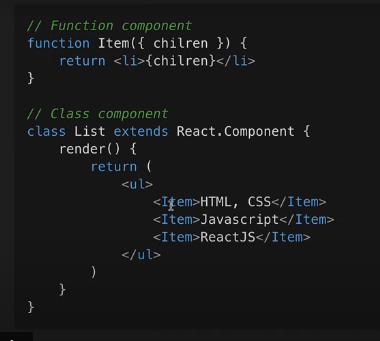 // Function component
function Item({ chilren }) {
    return <li>{chilren}</li>
}
// Class component
class List extends React.Component {
    render() {
        return (
            <ul>
                <Item>HTML, CSS</Item>
                <Item>Javascript</Item>
                <Item>ReactJS</Item>
            </ul>
        )
    }
}